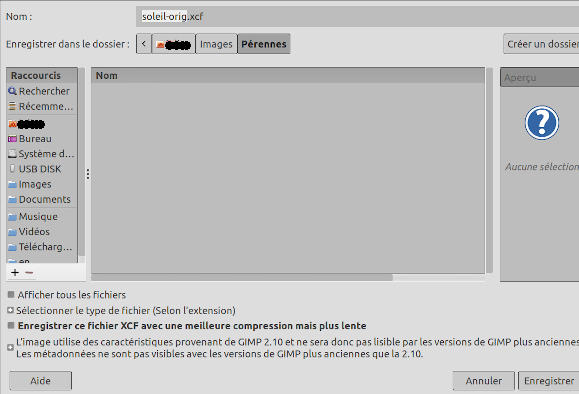 Nom :
soleil-orig.xcf
Enregistrer dans le dossier :
<
Images
Pérennes
Créer un dossier
Raccourcis
Rechercher
Récemme...
Bureau
Système d...
USB DISK
Images
Documents
Musique
Vidéos
Télécharg...
en
Nom
Aperçu
Aucune sélection
Afficher tous les fichiers
Sélectionner le type de fichier (Selon l'extension)
Enregistrer ce fichier XCF avec une meilleure compression mais plus lente
L'image utilise des caractéristiques provenant de GIMP 2.10 et ne sera donc pas lisible par les versions de GIMP plus anciennes
Les métadonnées ne sont pas visibles avec les versions de GIMP plus anciennes que la 2.10.
Aide
Annuler
Enregistrer